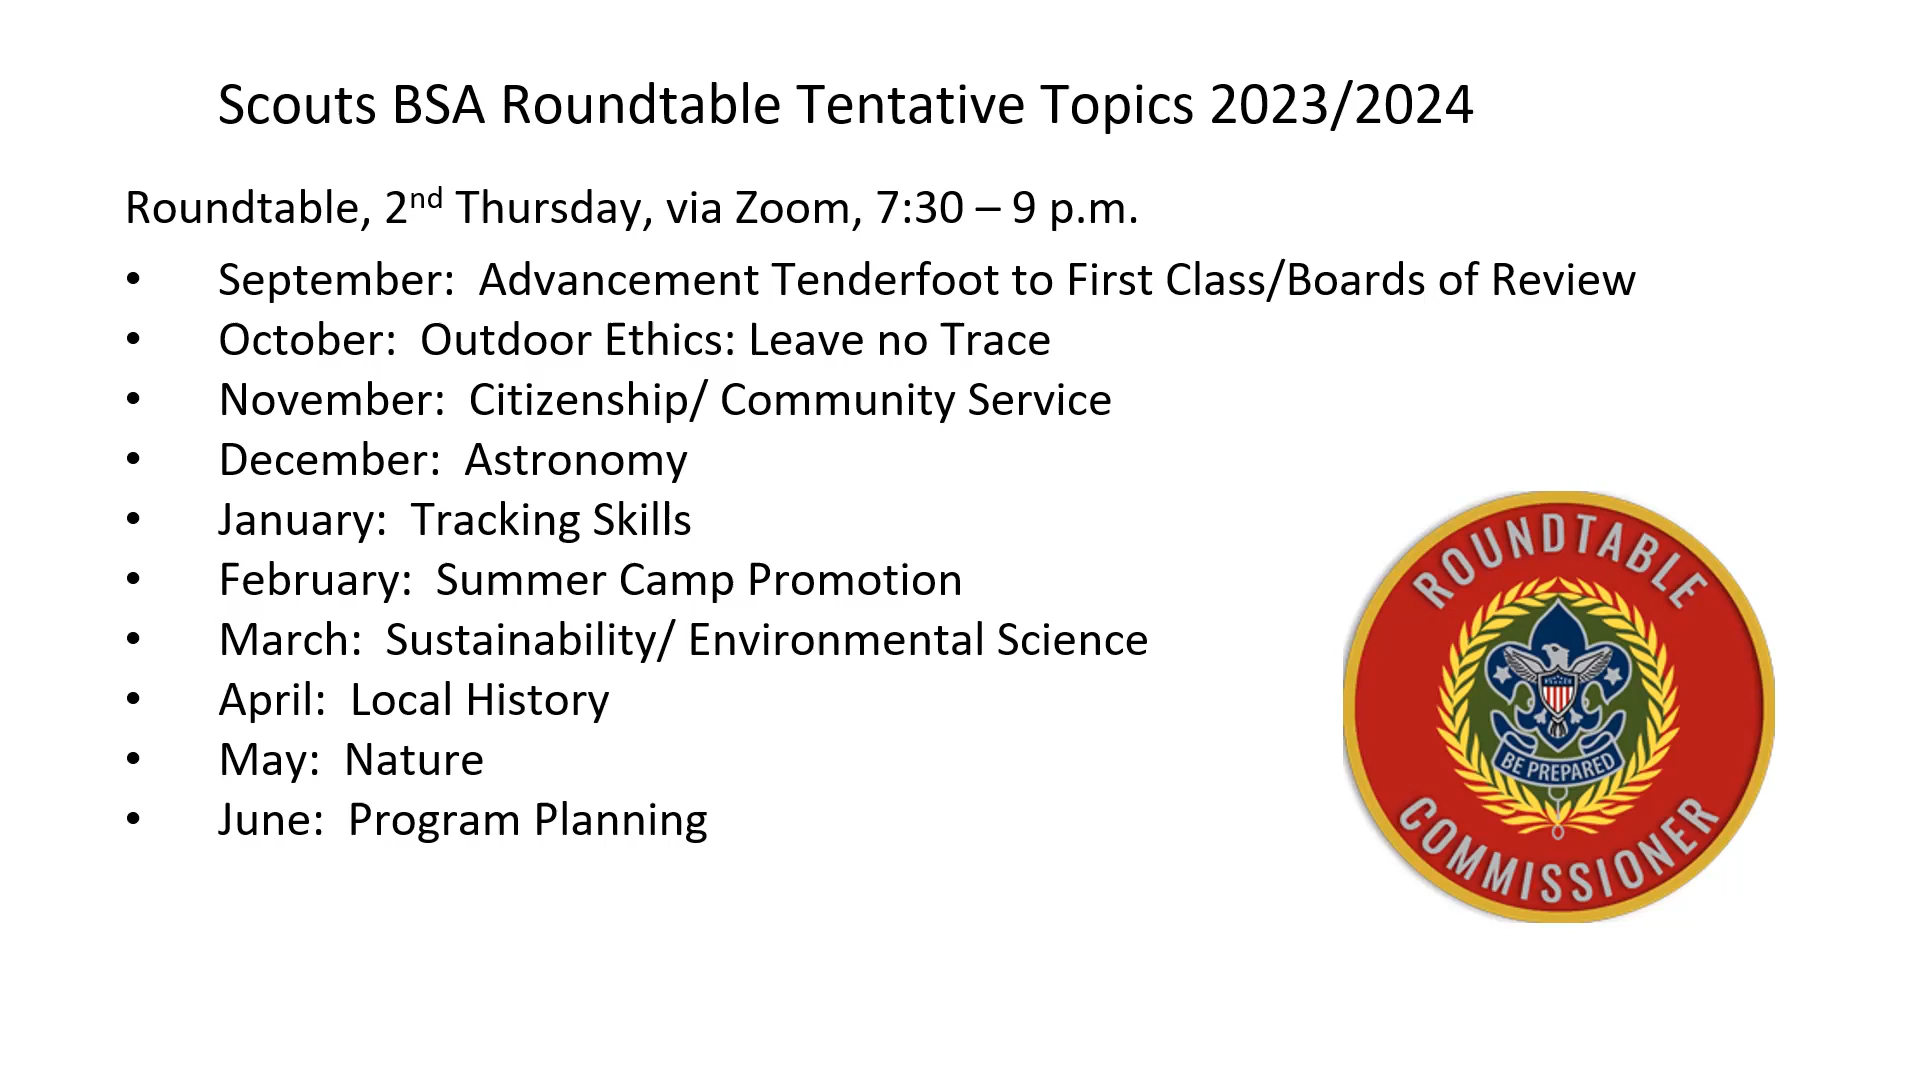 Scouts BSA Roundtable Tentative Topics 2023/2024
Roundtable, 2nd Thursday, via Zoom, 7:30 – 9 p.m.
• September: Advancement Tenderfoot to First Class/Boards of Review
• October: Outdoor Ethics: Leave no Trace
• November: Citizenship/ Community Service
• December: Astronomy
• January: Tracking Skills
• February: Summer Camp Promotion
• March: Sustainability/ Environmental Science
• April: Local History
• May: Nature
• June: Program Planning
ROUNDTABLE
BE PREPARED
COMMISSIONER